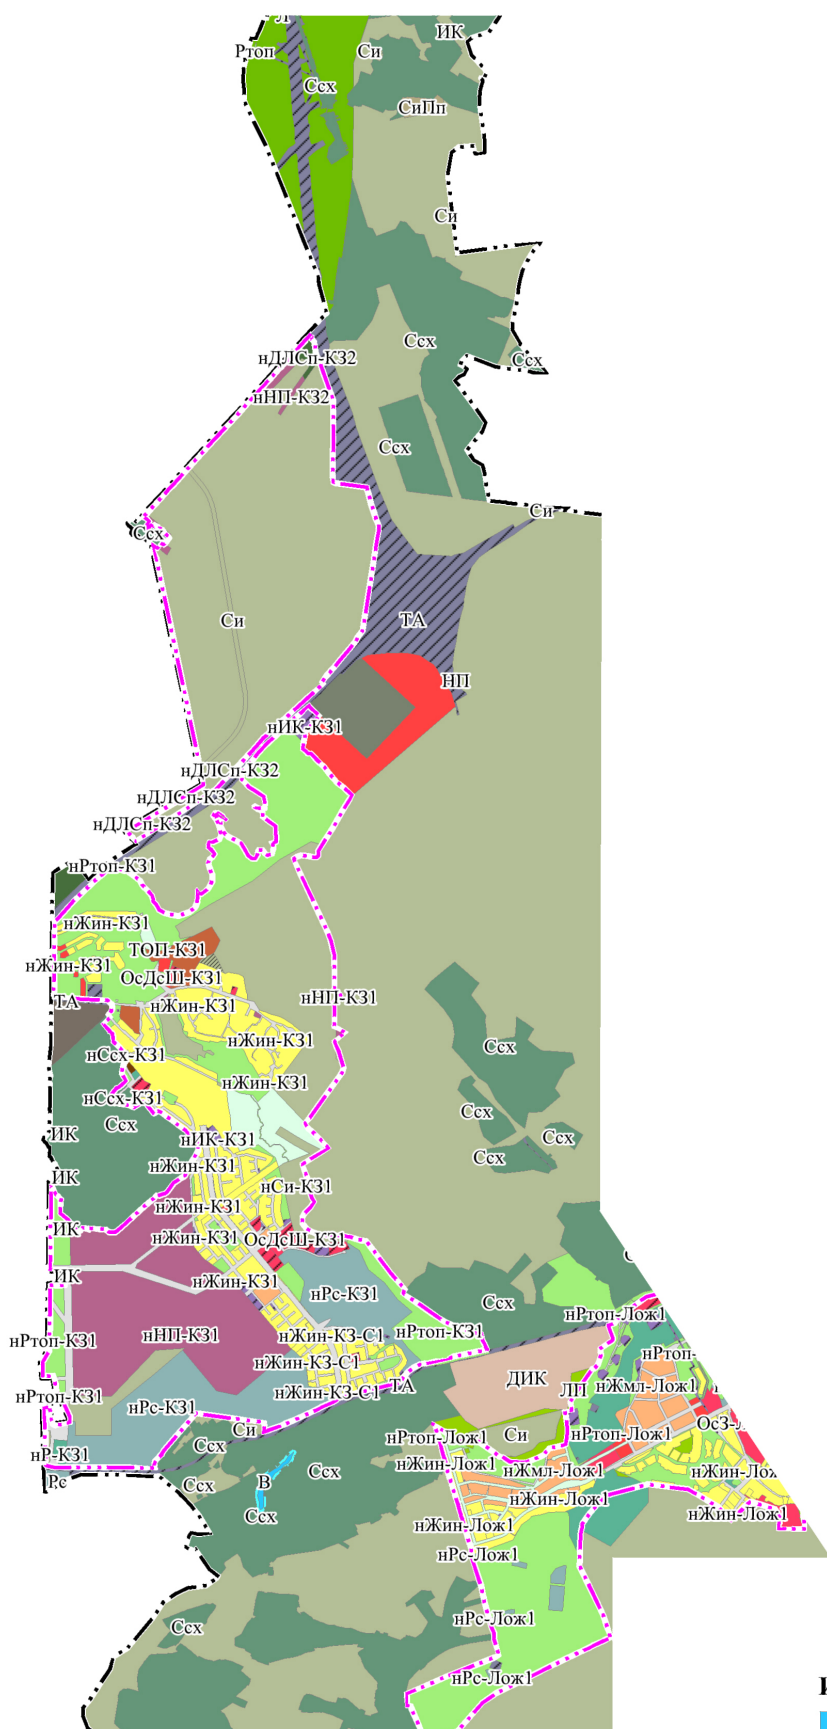 Л
ИК
Ртоп
Си
Ссх
СиПп
Си
Ссх
нДЛСп-КЗ2
Ссх
нНП-КЗ2
Ссх
Си
Ссх
Си
ТА
НП
нИК-КЗ1
нДЛСп-КЗ2
нДЛСп-КЗ2
нДЛСп-КЗ2
нРтоп-КЗ1
нЖин-КЗ1
ТОП-КЗ1
нЖин-КЗ1
ОсДсШ-КЗ1
нНП-КЗ1
ТА
нЖин-КЗ1
нЖин-КЗ1
Ссх
нСсх-КЗ1
нЖин-КЗ1
нСсх-КЗ1
Ссх
Ссх
ИК
нИК-КЗ1
Ссх
Ссх
нЖин-КЗ1
ИК
нСи-КЗ1
нЖин-КЗ1
ИК
нЖин-КЗ1
ОсДсШ-КЗ1
ИК
нЖин-КЗ1
нРс-КЗ1
Ссх
нРтоп-Лож1
нРтоп-КЗ1
нНП-КЗ1
нЖин-КЗ-С1
нРтоп-КЗ1
нРтоп-
нЖин-КЗ-С1
ДИК
нРтоп-КЗ1
нЖин-КЗ-С1
ТА
ЛП
нЖмл-Лож1
нРс-КЗ1
Си
нРтоп-Лож1
Си
нРтоп-Лож1
ОсЗ-Л
нР-КЗ1
Ссх
Ссх
нЖин-Лож1
нЖмл-Лож1
нЖин-Лож
Рс
Ссх
В
нЖин-Лож1
Ссх
нЖин-Лож1
нЖин-Лож1
нРс-Лож1
нРс-Лож1
Ссх
нРс-Лож1